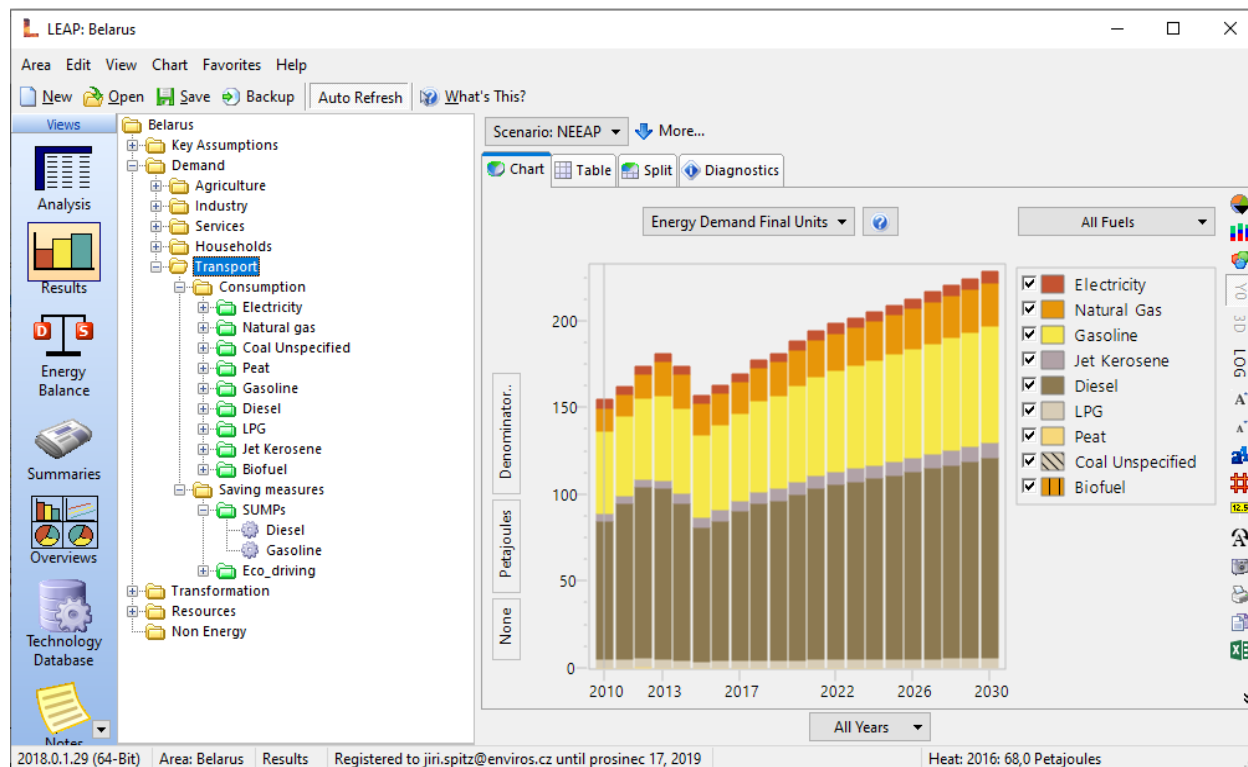 LEAP: Belarus
Area Edit View Chart Favorites Help
New Open Save Backup Auto Refresh What's This?
Views
Analysis
Results
Energy
Balance
Summaries
Overviews
Technology
Database
Notes
Belarus
Key Assumptions
Demand
Agriculture
Industry
Services
Households
Transport
Consumption
Electricity
Natural gas
Coal Unspecified
Peat
Gasoline
Diesel
LPG
Jet Kerosene
Biofuel
Saving measures
SUMPs
Diesel
Gasoline
Eco_driving
Transformation
Resources
Non Energy
Scenario: NEEAP More...
Chart Table Split Diagnostics
Energy Demand Final Units ? All Fuels
Denominator..
Petajoules
None
200
150
100
50
0
2010 2013 2017 2022 2026 2030
Electricity
Natural Gas
Gasoline
Jet Kerosene
Diesel
LPG
Peat
Coal Unspecified
Biofuel
All Years
Y0
3D
LOG
A
A
12.5
2018.0.1.29 (64-Bit) Area: Belarus Results Registered to jiri.spitz@enviros.cz until prosinec 17, 2019 Heat: 2016: 68,0 Petajoules